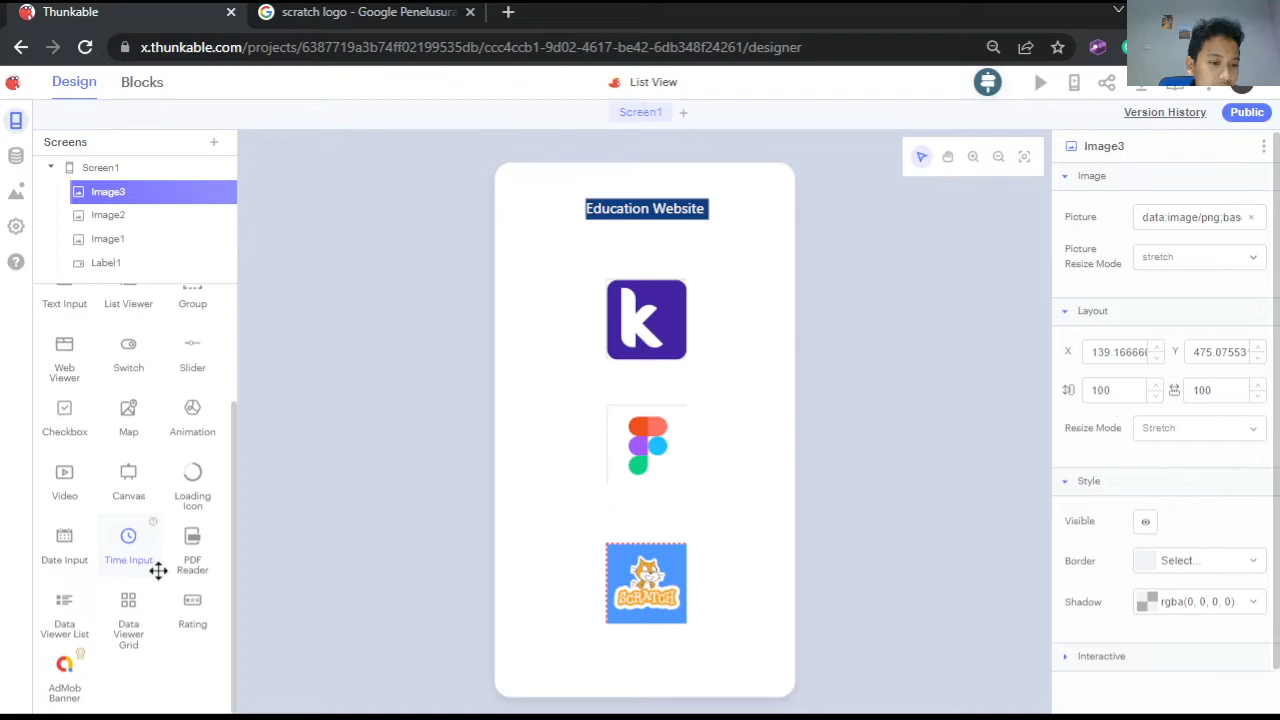 Thunkable
scratch logo - Google Penelusura
x.thunkable.com/projects/6387719a3b74ff02199535db/ccc4ccb1-9d02-4617-be42-6db348f24261/designer
Design
Blocks
List View
Screen1
Version History
Public
Screens
Screen1
Image3
Image2
Image1
Label1
Text Input
List Viewer
Group
Web
Viewer
Switch
Slider
Checkbox
Map
Animation
Video
Canvas
Loading
Icon
Date Input
Time Input
PDF
Reader
Data
Viewer List
Data
Viewer
Grid
Rating
AdMob
Banner
Education Website
k
SCRATCH
Image3
Image
Picture
data:image/png;bas
Picture
Resize Mode
stretch
Layout
X
139.16666
Y
475.07553
100
100
Resize Mode
Stretch
Style
Visible
Border
Select...
Shadow
rgba(0, 0, 0, 0)
Interactive